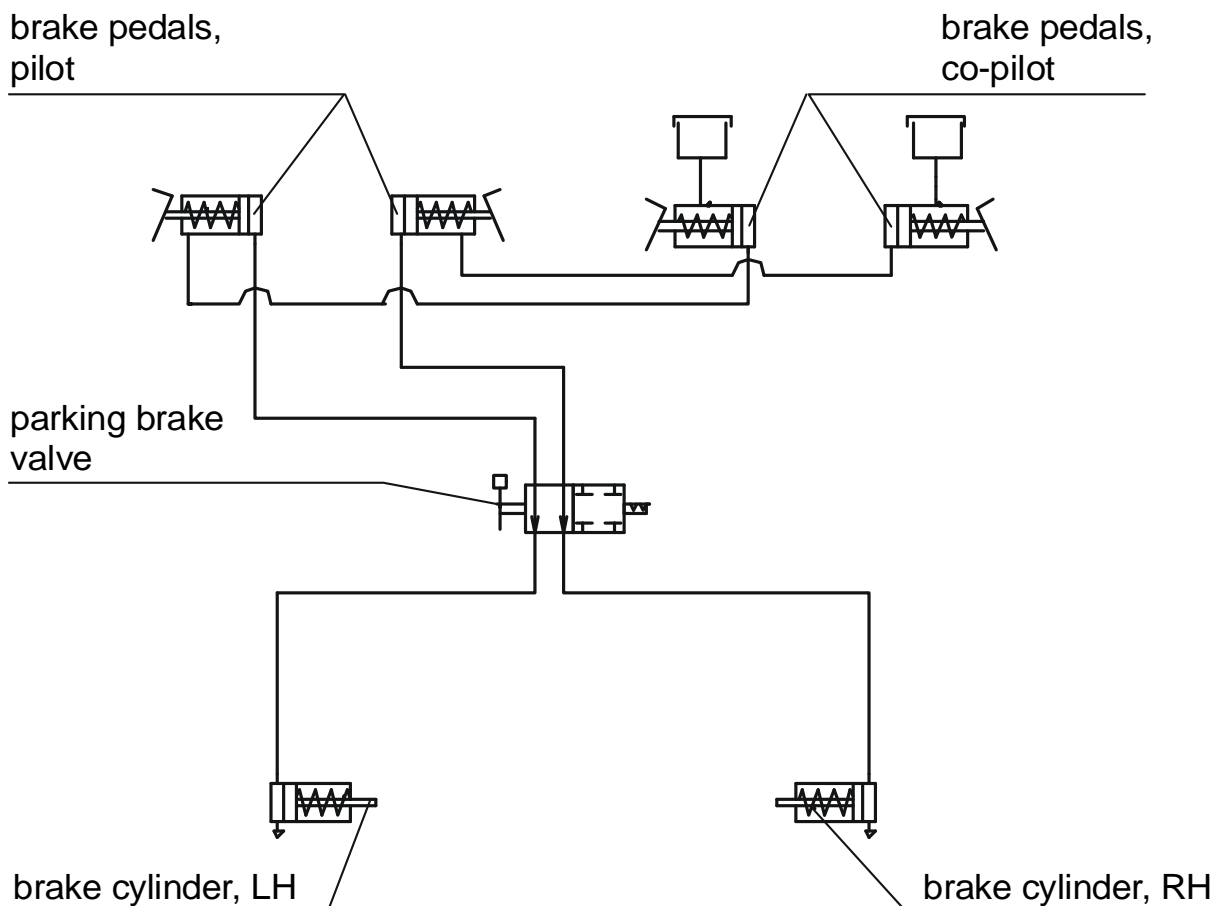 brake pedals,
pilot
brake pedals,
co-pilot
parking brake
valve
brake cylinder, LH
brake cylinder, RH